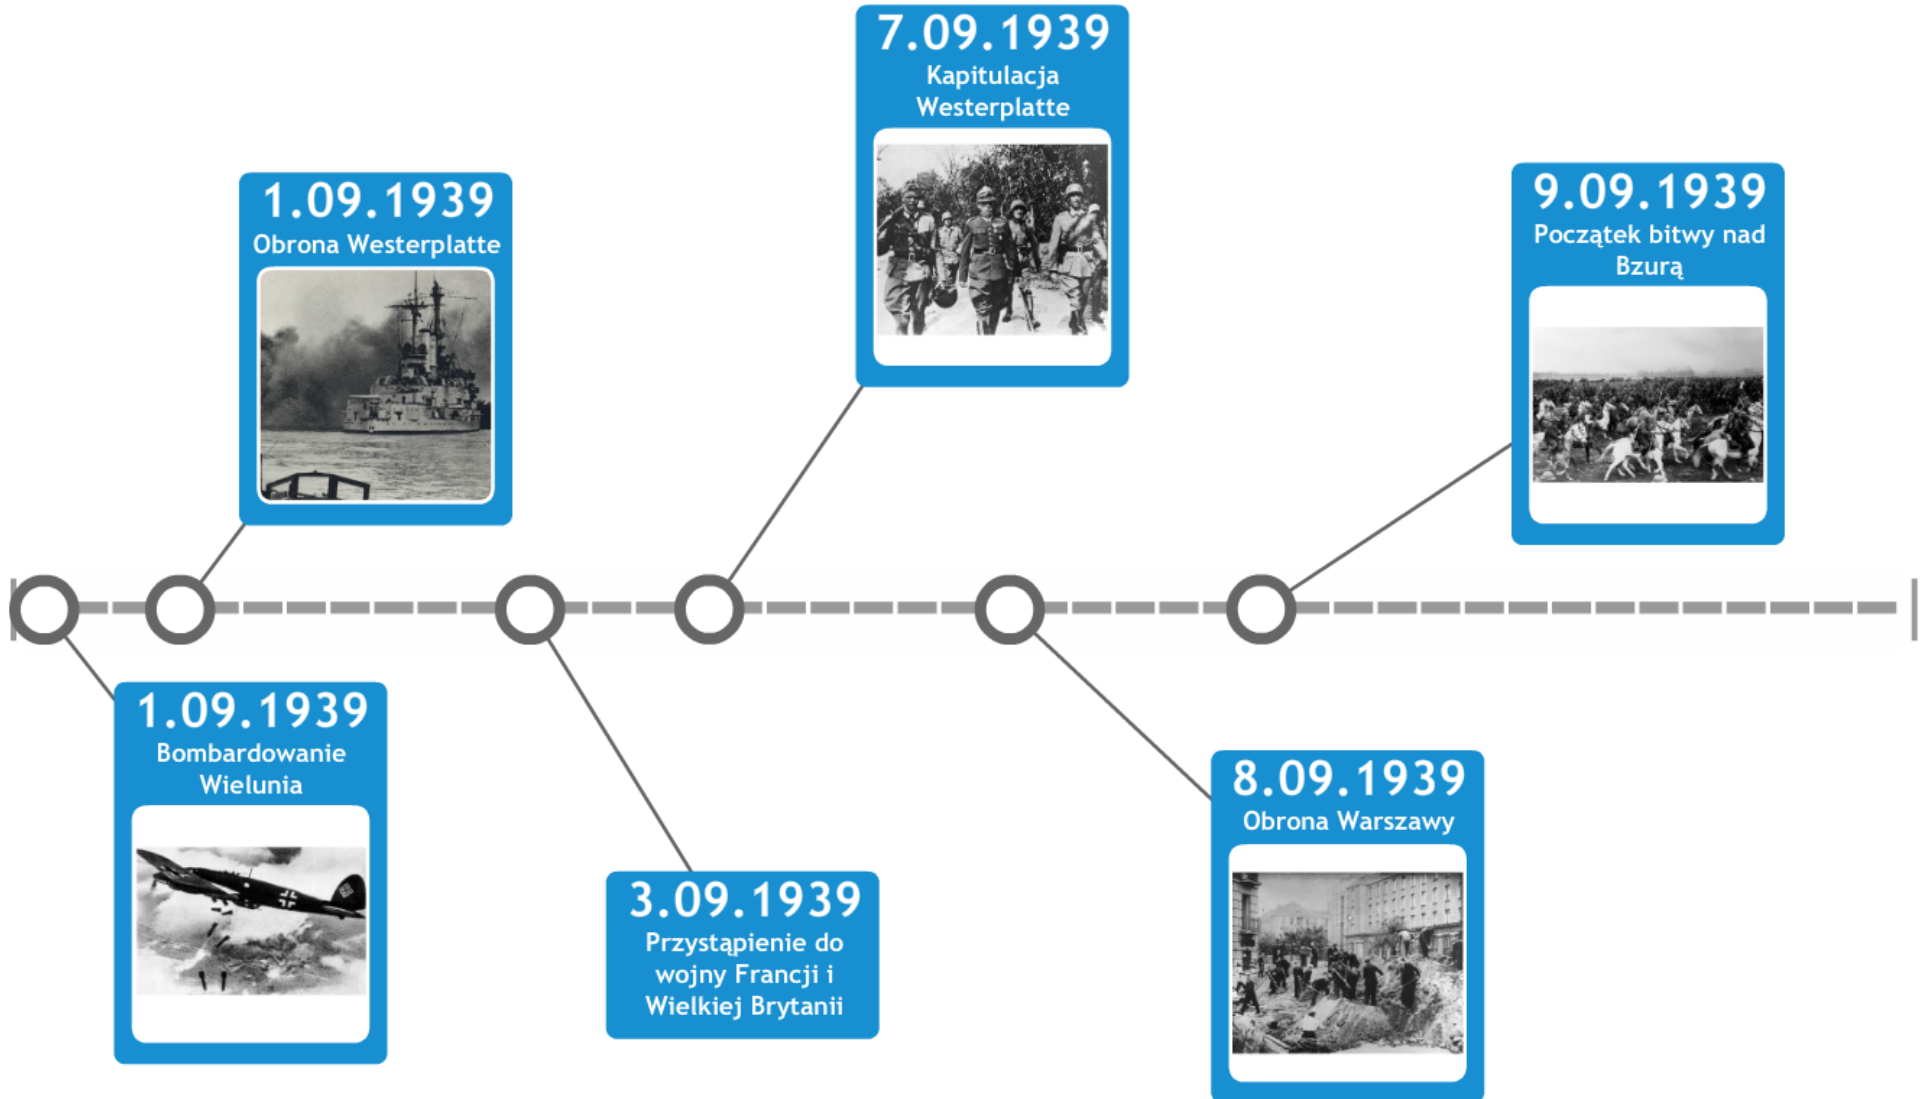 7.09.1939
Kapitulacja
Westerplatte
1.09.1939
Obrona Westerplatte
9.09.1939
Początek bitwy nad
Bzurą
1.09.1939
Bombardowanie
Wielunia
3.09.1939
Przystąpienie do
wojny Francji i
Wielkiej Brytanii
8.09.1939
Obrona Warszawy